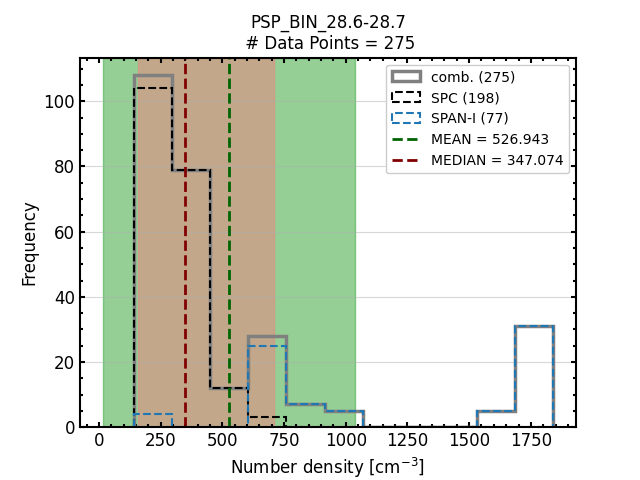 PSP_BIN_28.6-28.7
# Data Points = 275
comb. (275)
SPC (198)
SPAN-I (77)
MEAN = 526.943
MEDIAN = 347.074
Frequency
100
80
60
40
20
0
0 250 500 750 1000 1250 1500 1750
Number density [cm⁻³]